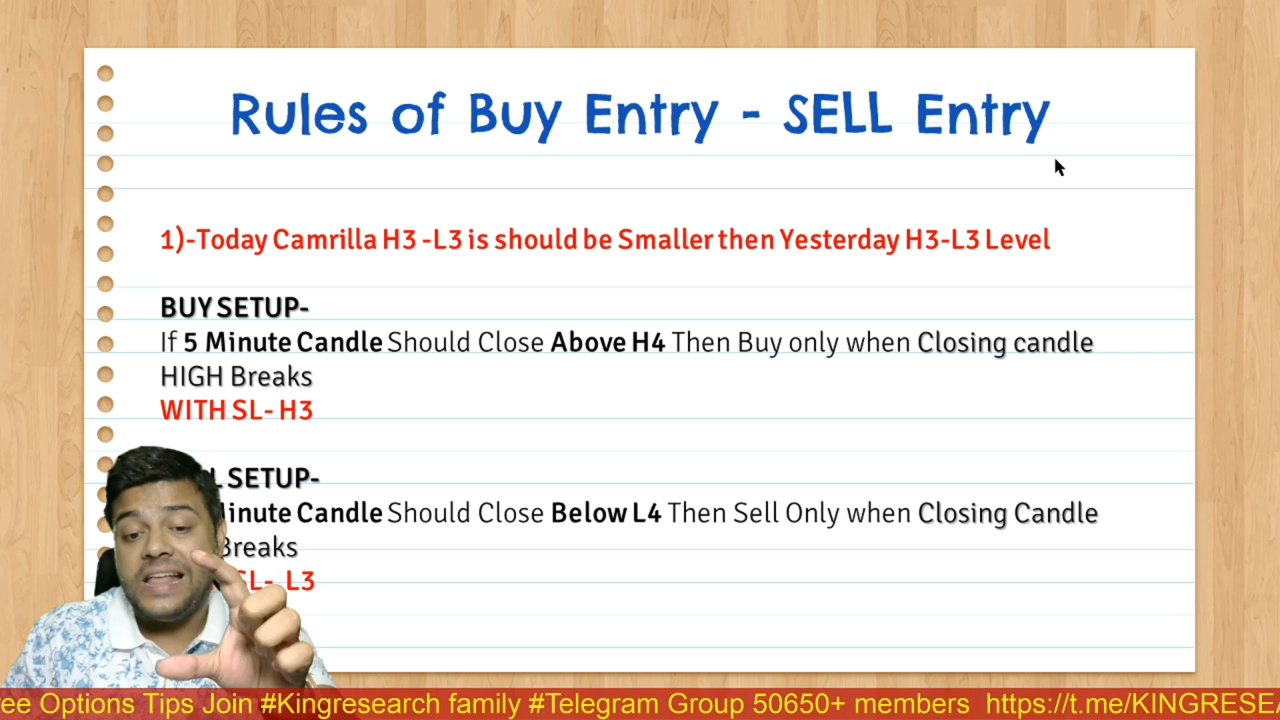 Rules of Buy Entry - SELL Entry
1)-Today Camrilla H3 -L3 is should be Smaller then Yesterday H3-L3 Level
BUY SETUP-
If 5 Minute Candle Should Close Above H4 Then Buy only when Closing candle
HIGH Breaks
WITH SL- H3
SETUP-
Candle Should Close Below L4 Then Sell Only when Closing Candle
Breaks
SL- L3
Options Tips Join #Kingresearch family #Telegram Group 50650+ members https://t.me/KINGRESE